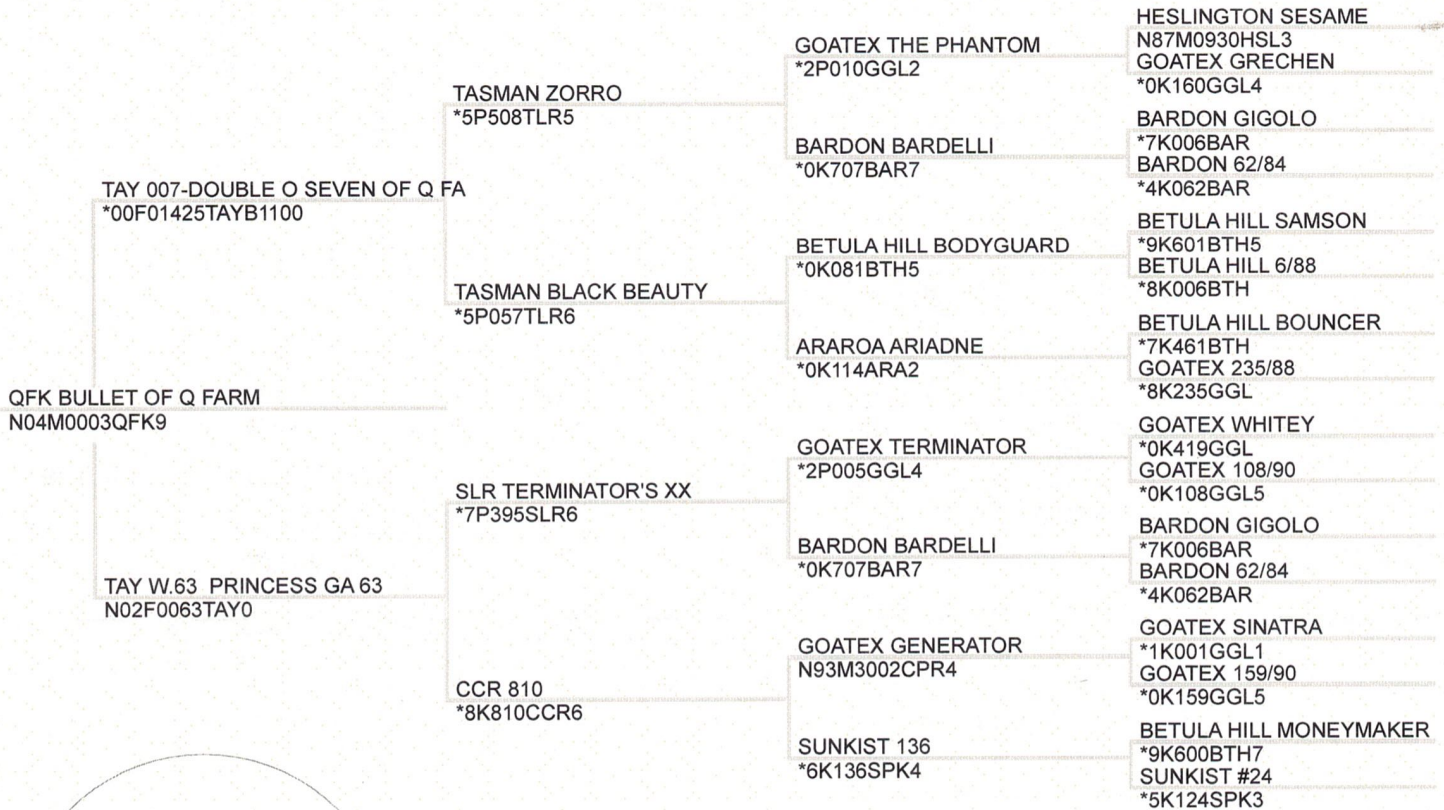 QFK BULLET OF Q FARM
N04M0003QFK9
TAY 007-DOUBLE O SEVEN OF Q FA
*00F01425TAYB1100
TAY W.63 PRINCESS GA 63
N02F0063TAY0
TASMAN ZORRO
*5P508TLR5
TASMAN BLACK BEAUTY
*5P057TLR6
SLR TERMINATOR'S XX
*7P395SLR6
CCR 810
*8K810CCR6
GOATEX THE PHANTOM
*2P010GGL2
BARDON BARDELLI
*0K707BAR7
BETULA HILL BODYGUARD
*0K081BTH5
ARAROA ARIADNE
*0K114ARA2
GOATEX TERMINATOR
*2P005GGL4
BARDON BARDELLI
*0K707BAR7
GOATEX GENERATOR
N93M3002CPR4
SUNKIST 136
*6K136SPK4
HESLINGTON SESAME
N87M0930HSL3
GOATEX GRECHEN
*0K160GGL4
BARDON GIGOLO
*7K006BAR
BARDON 62/84
*4K062BAR
BETULA HILL SAMSON
*9K601BTH5
BETULA HILL 6/88
*8K006BTH
BETULA HILL BOUNCER
*7K461BTH
GOATEX 235/88
*8K235GGL
GOATEX WHITEY
*0K419GGL
GOATEX 108/90
*0K108GGL5
BARDON GIGOLO
*7K006BAR
BARDON 62/84
*4K062BAR
GOATEX SINATRA
*1K001GGL1
GOATEX 159/90
*0K159GGL5
BETULA HILL MONEYMAKER
*9K600BTH7
SUNKIST #24
*5K124SPK3